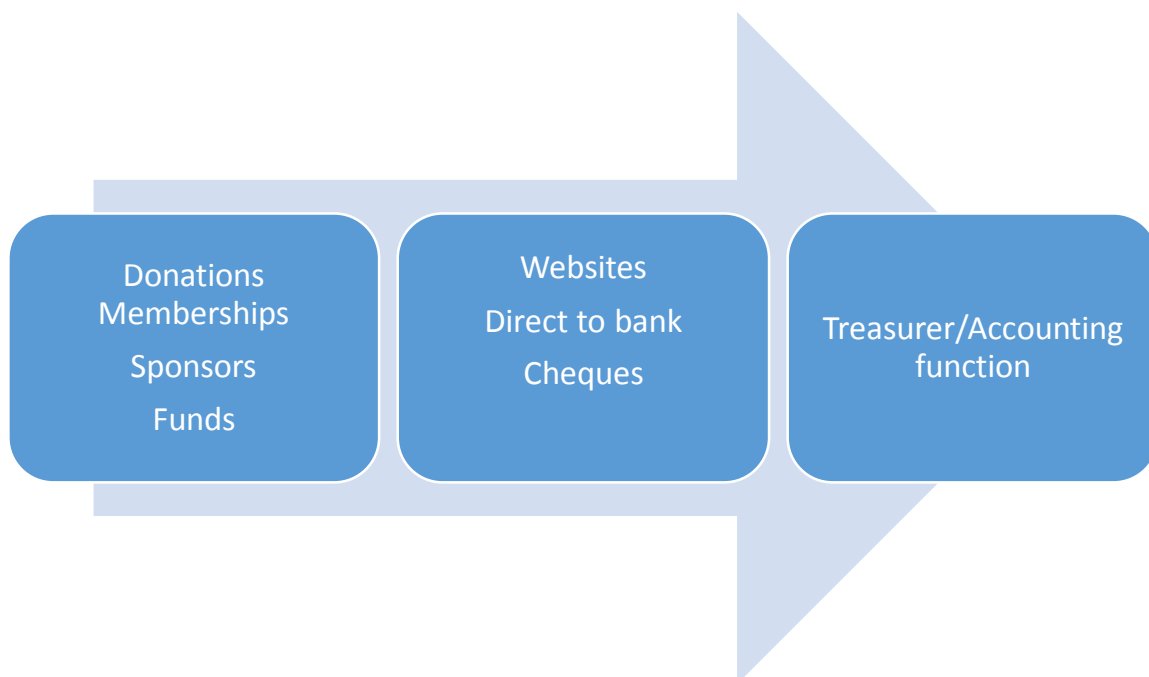 Donations
Memberships
Sponsors
Funds
Websites
Direct to bank
Cheques
Treasurer/Accounting
function